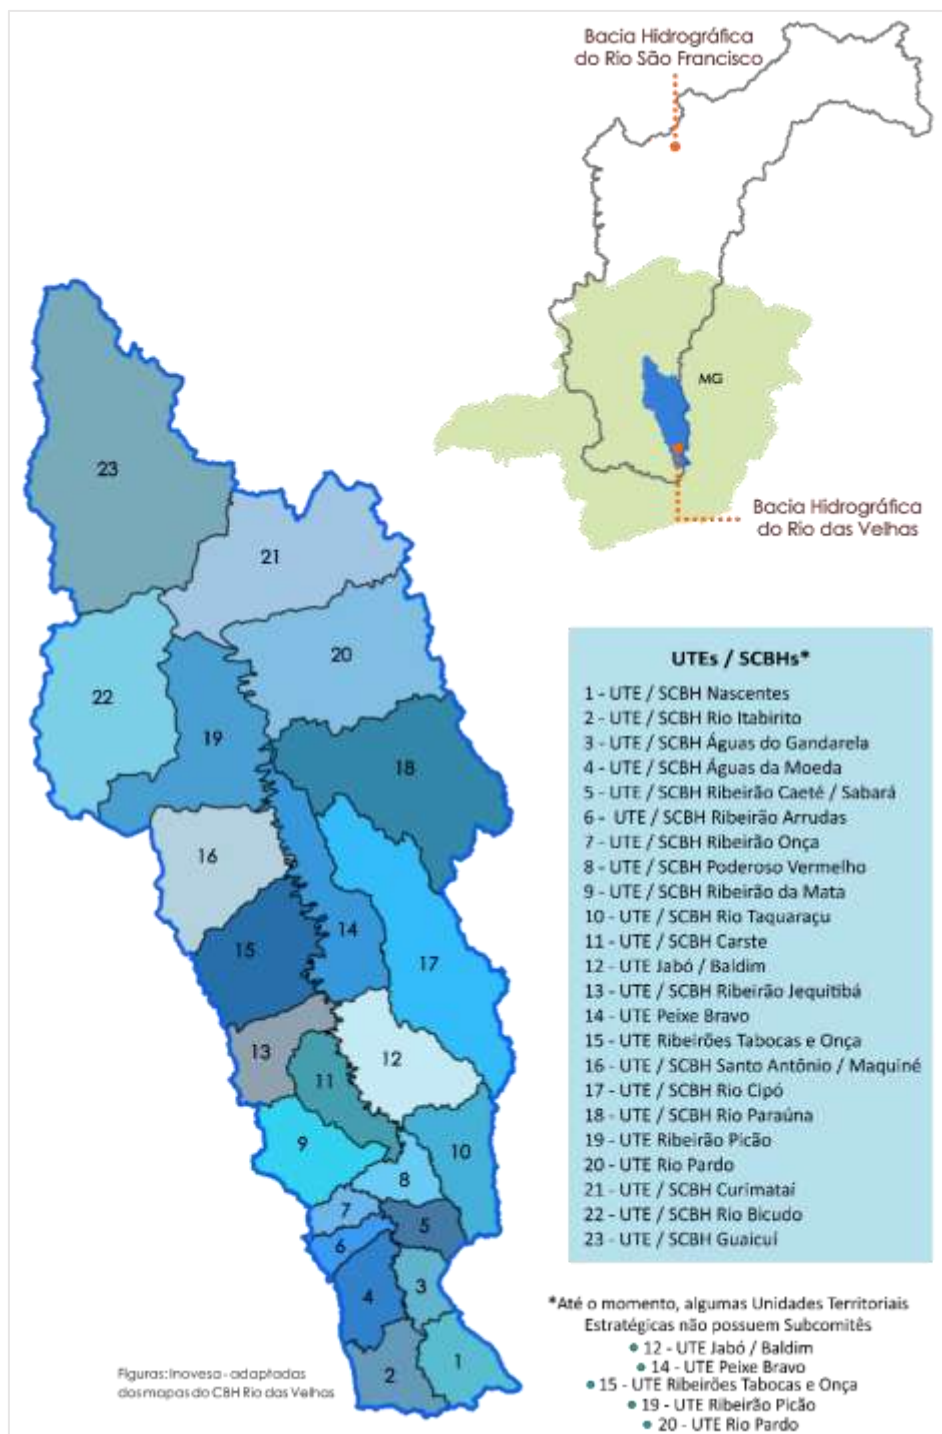 Bacia Hidrográfica
do Rio São Francisco
MG
Bacia Hidrográfica
do Rio das Velhas
23
21
20
22
19
18
16
14
15
17
13
12
11
9
10
8
7
5
6
3
4
1
2
UTEs / SCBHs*
1 - UTE / SCBH Nascentes
2 - UTE / SCBH Rio Itabirito
3 - UTE / SCBH Águas do Gandarela
4 - UTE / SCBH Águas da Moeda
5 - UTE / SCBH Ribeirão Caeté / Sabará
6 - UTE / SCBH Ribeirão Arrudas
7 - UTE / SCBH Ribeirão Onça
8 - UTE / SCBH Poderoso Vermelho
9 - UTE / SCBH Ribeirão da Mata
10 - UTE / SCBH Rio Taquaraçu
11 - UTE / SCBH Carste
12 - UTE Jabó / Baldim
13 - UTE / SCBH Ribeirão Jequitibá
14 - UTE Peixe Bravo
15 - UTE Ribeirões Tabocas e Onça
16 - UTE / SCBH Santo Antônio / Maquiné
17 - UTE / SCBH Rio Cipó
18 - UTE / SCBH Rio Paraúna
19 - UTE Ribeirão Picão
20 - UTE Rio Pardo
21 - UTE / SCBH Curimataí
22 - UTE / SCBH Rio Bicudo
23 - UTE / SCBH Guaicuí
*Até o momento, algumas Unidades Territoriais
Estratégicas não possuem Subcomitês
• 12 - UTE Jabó / Baldim
• 14 - UTE Peixe Bravo
• 15 - UTE Ribeirões Tabocas e Onça
• 19 - UTE Ribeirão Picão
• 20 - UTE Rio Pardo
Figuras: Inovesa - adaptadas
dos mapas do CBH Rio das Velhas